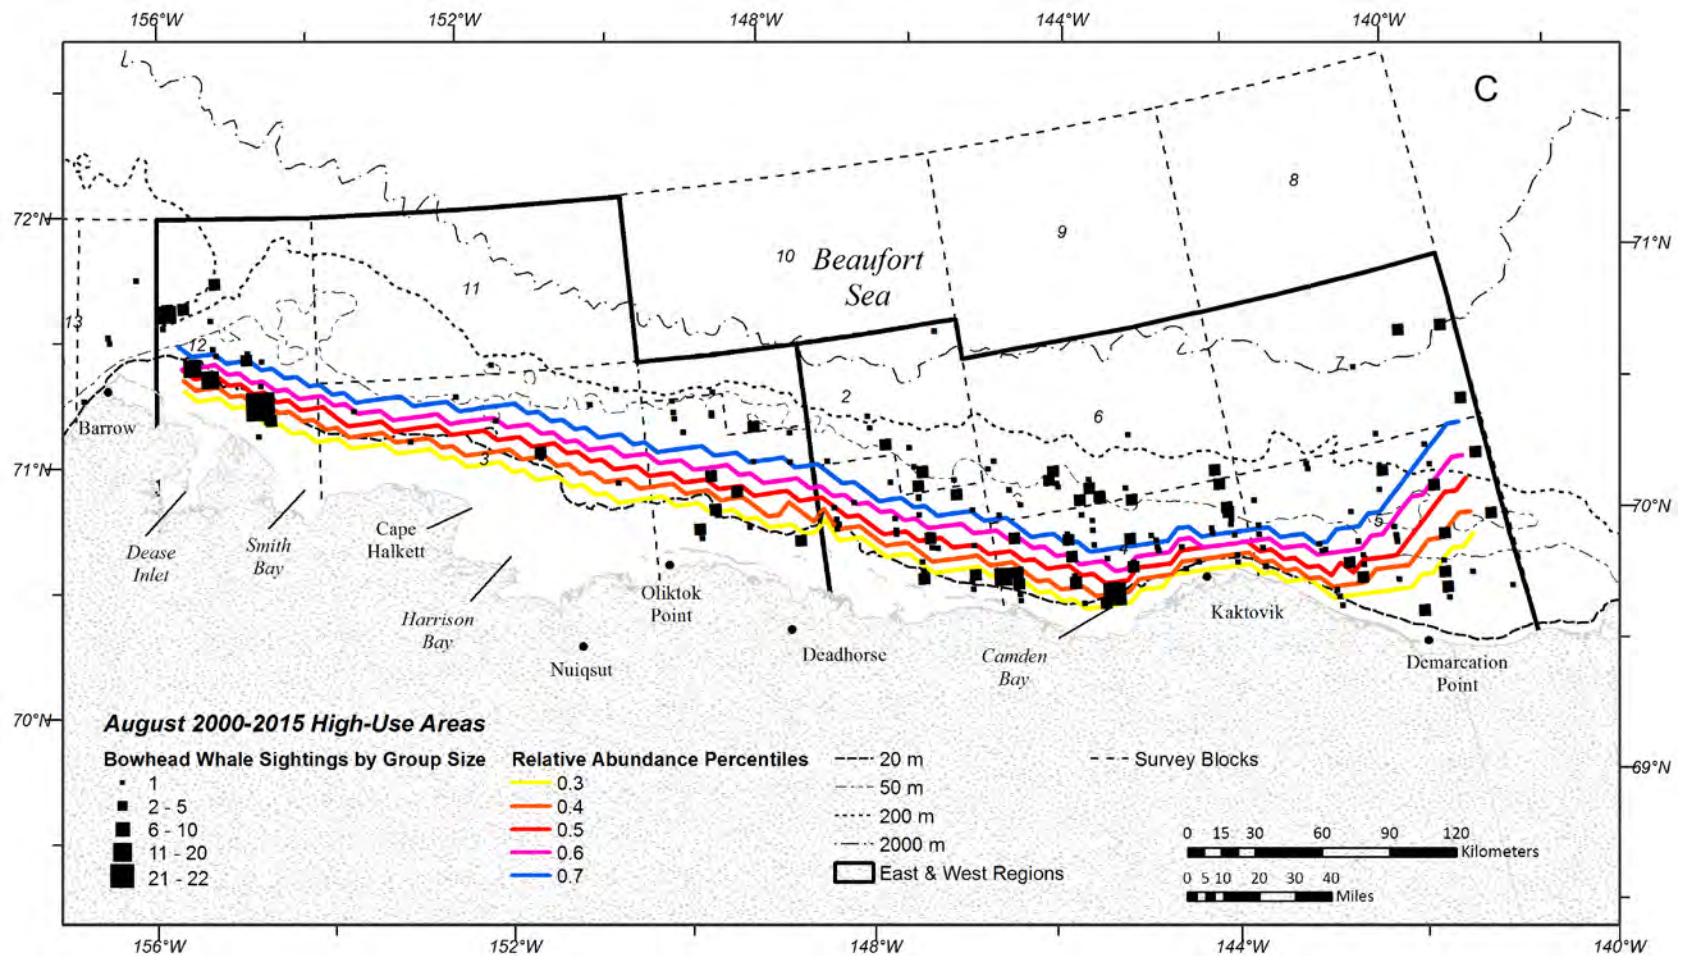 156°W 152°W 148°W 144°W 140°W
C
8
72°N
9
71°N
10 Beaufort
Sea
11
13
12
7
2
6
Barrow
71°N
3
70°N
5
4
Cape
Halkett
Dease
Inlet
Smith
Bay
Oliktok
Point
Harrison
Bay
Kaktovik
Nuiqsut
Deadhorse
Camden
Bay
Demarcation
Point
70°N
69°N
August 2000-2015 High-Use Areas
Bowhead Whale Sightings by Group Size
1
2 - 5
6 - 10
11 - 20
21 - 22
Relative Abundance Percentiles
0.3
0.4
0.5
0.6
0.7
20 m
50 m
200 m
2000 m
East & West Regions
Survey Blocks
0 15 30 60 90 120
Kilometers
0 5 10 20 30 40
Miles
156°W 152°W 148°W 144°W 140°W